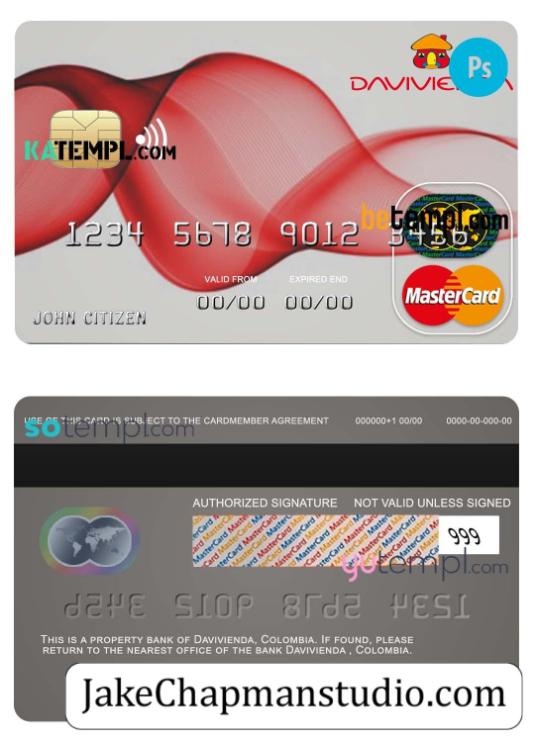 Ps
DAVIVIE
KATEMPL.COM
betempl.com
1234 5678 9012 3456
VALID FROM EXPIRED END
00/00 00/00
MasterCard
JOHN CITIZEN
USE OF THIS CARD IS SUBJECT TO THE CARDMEMBER AGREEMENT 000000+1 00/00 0000-00-000-00
sotempl.com
AUTHORIZED SIGNATURE NOT VALID UNLESS SIGNED
999
gotempl.com
THIS IS A PROPERTY BANK OF DAVIVIENDA, COLOMBIA. IF FOUND, PLEASE
RETURN TO THE NEAREST OFFICE OF THE BANK DAVIVIENDA , COLOMBIA.
JakeChapmanstudio.com